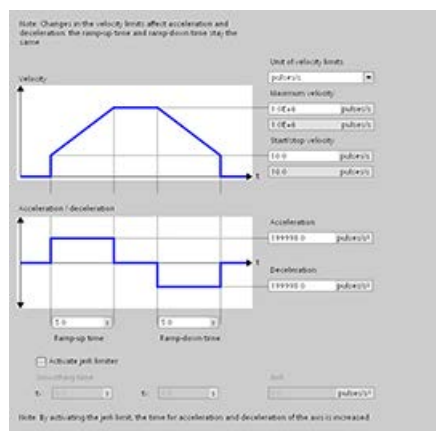 Note: Changes in the velocity limits affect acceleration and
deceleration: the ramp-up time and ramp-down time stay the
same
Unit of velocity limits
Velocity
pulses/s
Maximum velocity
1.0E+6 pulses/s
1.0E+6 pulses/s
Start/stop velocity
10.0 pulses/s
10.0 pulses/s
t
Acceleration / deceleration
Acceleration
199998.0 pulses/s²
t
Deceleration
199998.0 pulses/s²
5.0 s 5.0 s
Ramp-up time Ramp-down time
Activate jerk limiter
Smoothing time Jerk
s s pulses/s³
Note: By activating the jerk limit, the time for acceleration and deceleration of the axis is increased